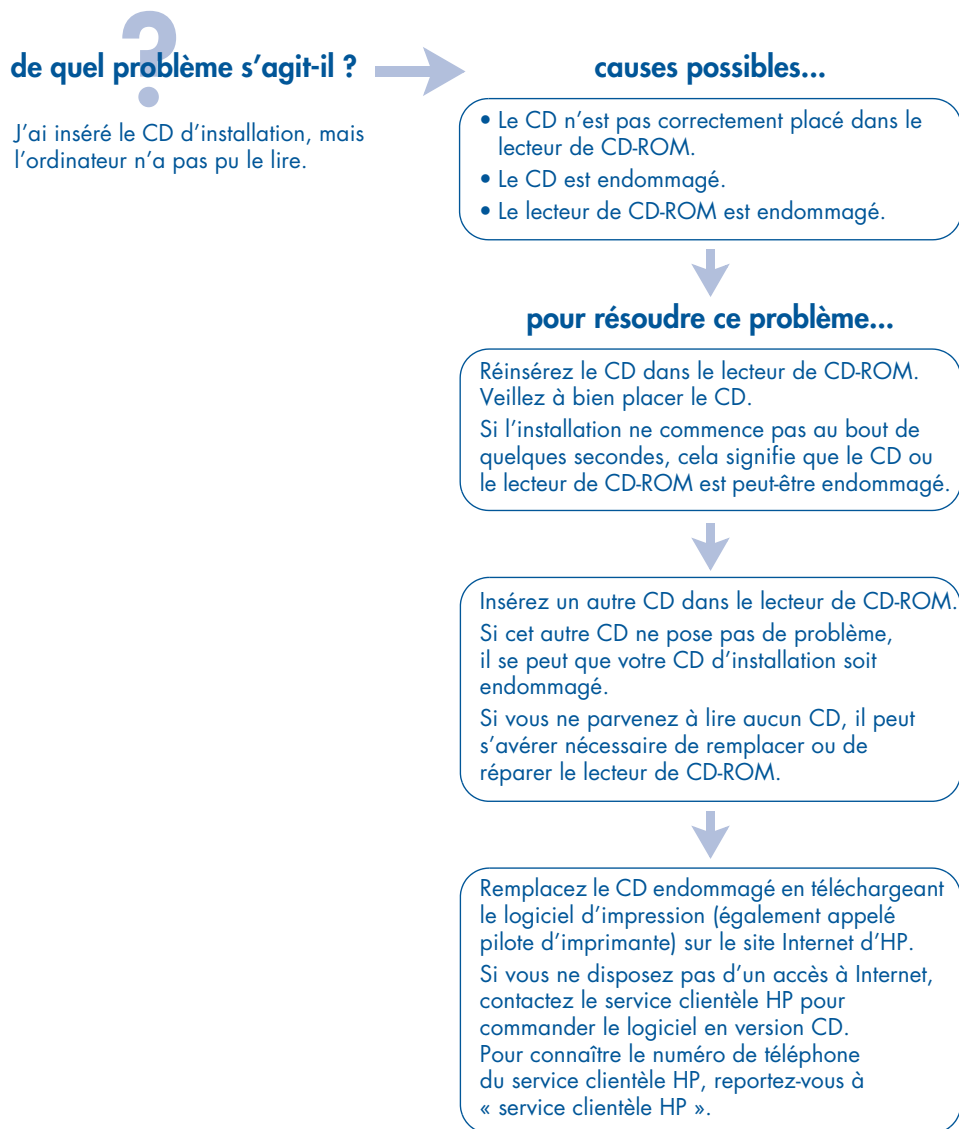 ?
de quel problème s’agit-il ?
J’ai inséré le CD d’installation, mais
l’ordinateur n’a pas pu le lire.
causes possibles...
• Le CD n’est pas correctement placé dans le
lecteur de CD-ROM.
• Le CD est endommagé.
• Le lecteur de CD-ROM est endommagé.
pour résoudre ce problème...
Réinsérez le CD dans le lecteur de CD-ROM.
Veillez à bien placer le CD.
Si l’installation ne commence pas au bout de
quelques secondes, cela signifie que le CD ou
le lecteur de CD-ROM est peut-être endommagé.
Insérez un autre CD dans le lecteur de CD-ROM.
Si cet autre CD ne pose pas de problème,
il se peut que votre CD d’installation soit
endommagé.
Si vous ne parvenez à lire aucun CD, il peut
s’avérer nécessaire de remplacer ou de
réparer le lecteur de CD-ROM.
Remplacez le CD endommagé en téléchargeant
le logiciel d’impression (également appelé
pilote d’imprimante) sur le site Internet d’HP.
Si vous ne disposez pas d’un accès à Internet,
contactez le service clientèle HP pour
commander le logiciel en version CD.
Pour connaître le numéro de téléphone
du service clientèle HP, reportez-vous à
« service clientèle HP ».